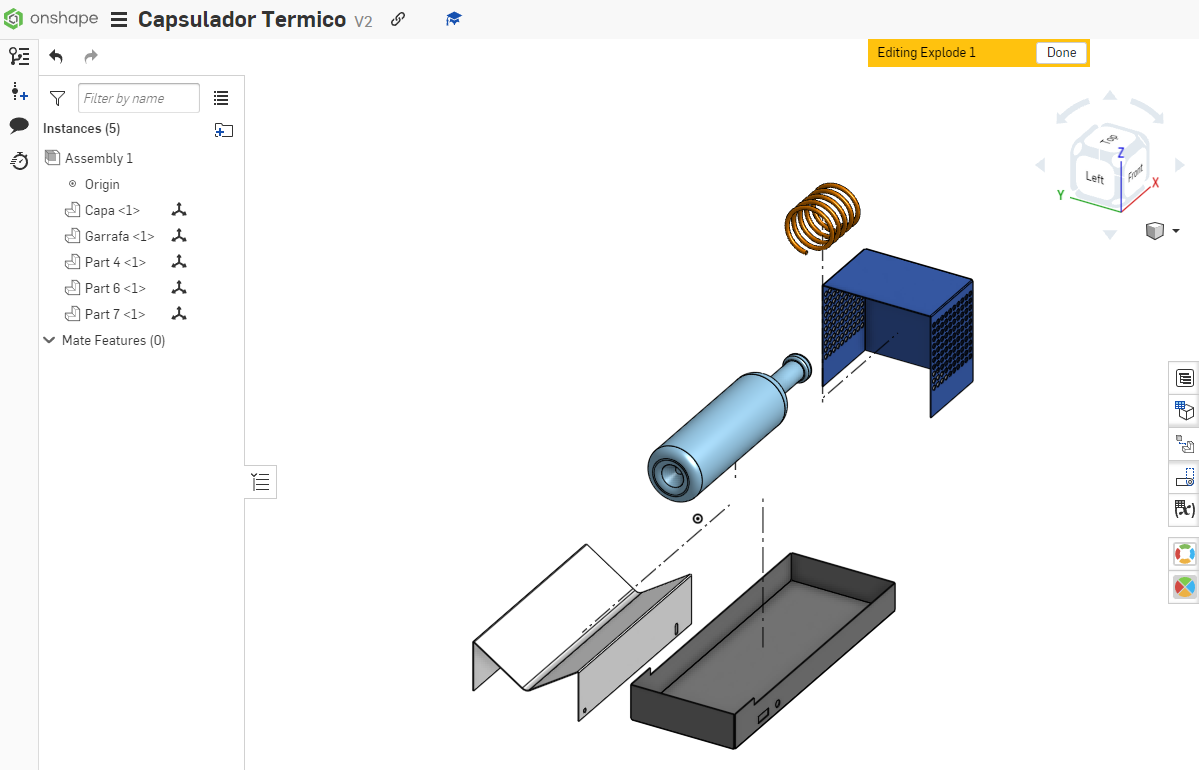 onshape Capsulador Termico V2
Editing Explode 1 Done
Filter by name
Instances (5)
Assembly 1
Origin
Capa <1>
Garrafa <1>
Part 4 <1>
Part 6 <1>
Part 7 <1>
Mate Features (0)
Top
Z
Left
Front
X
Y
(x)